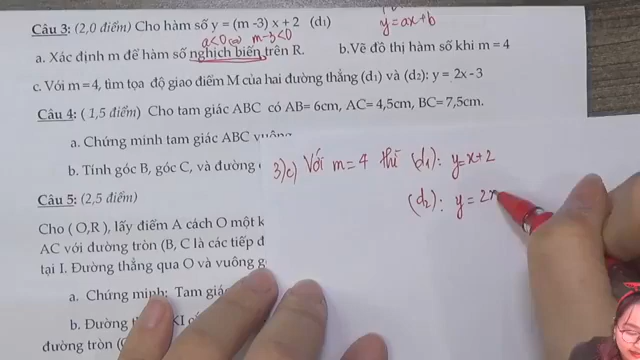 Câu 3: (2,0 điểm) Cho hàm số y = (m -3) x + 2 (d₁)
y = ax + b
a < 0 m - 3 < 0
a. Xác định m để hàm số nghịch biến trên R. b.Vẽ đồ thị hàm số khi m = 4
c. Với m = 4, tìm tọa độ giao điểm M của hai đường thẳng (d₁) và (d₂): y = 2x - 3
Câu 4: ( 1,5 điểm) Cho tam giác ABC có AB= 6cm, AC= 4,5cm, BC= 7,5cm.
a. Chứng minh tam giác ABC vuông
b. Tính góc B, góc C, và đường
3) c) Với m = 4 thì (d₁): y = x + 2
(d₂): y = 2x
Câu 5: (2,5 điểm)
Cho ( O,R), lấy điểm A cách O một k
AC với đường tròn (B, C là các tiếp đ
tại I. Đường thẳng qua O và vuông g
a. Chứng minh: Tam giác
b. Đường KI
đường tròn (